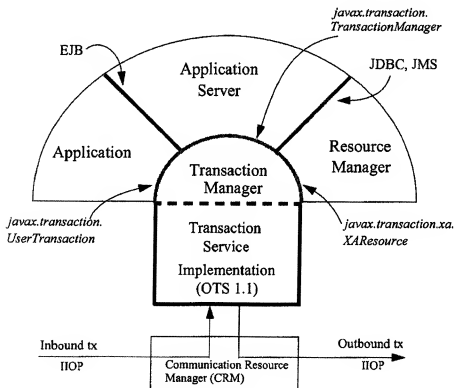 javax.transaction.
TransactionManager
EJB
Application
Server
JDBC, JMS
Application
Resource
Manager
Transaction
Manager
javax.transaction.
UserTransaction
javax.transaction.xa.
XAResource
Transaction
Service
Implementation
(OTS 1.1)
Inbound tx
IIOP
Outbound tx
IIOP
Communication Resource
Manager (CRM)